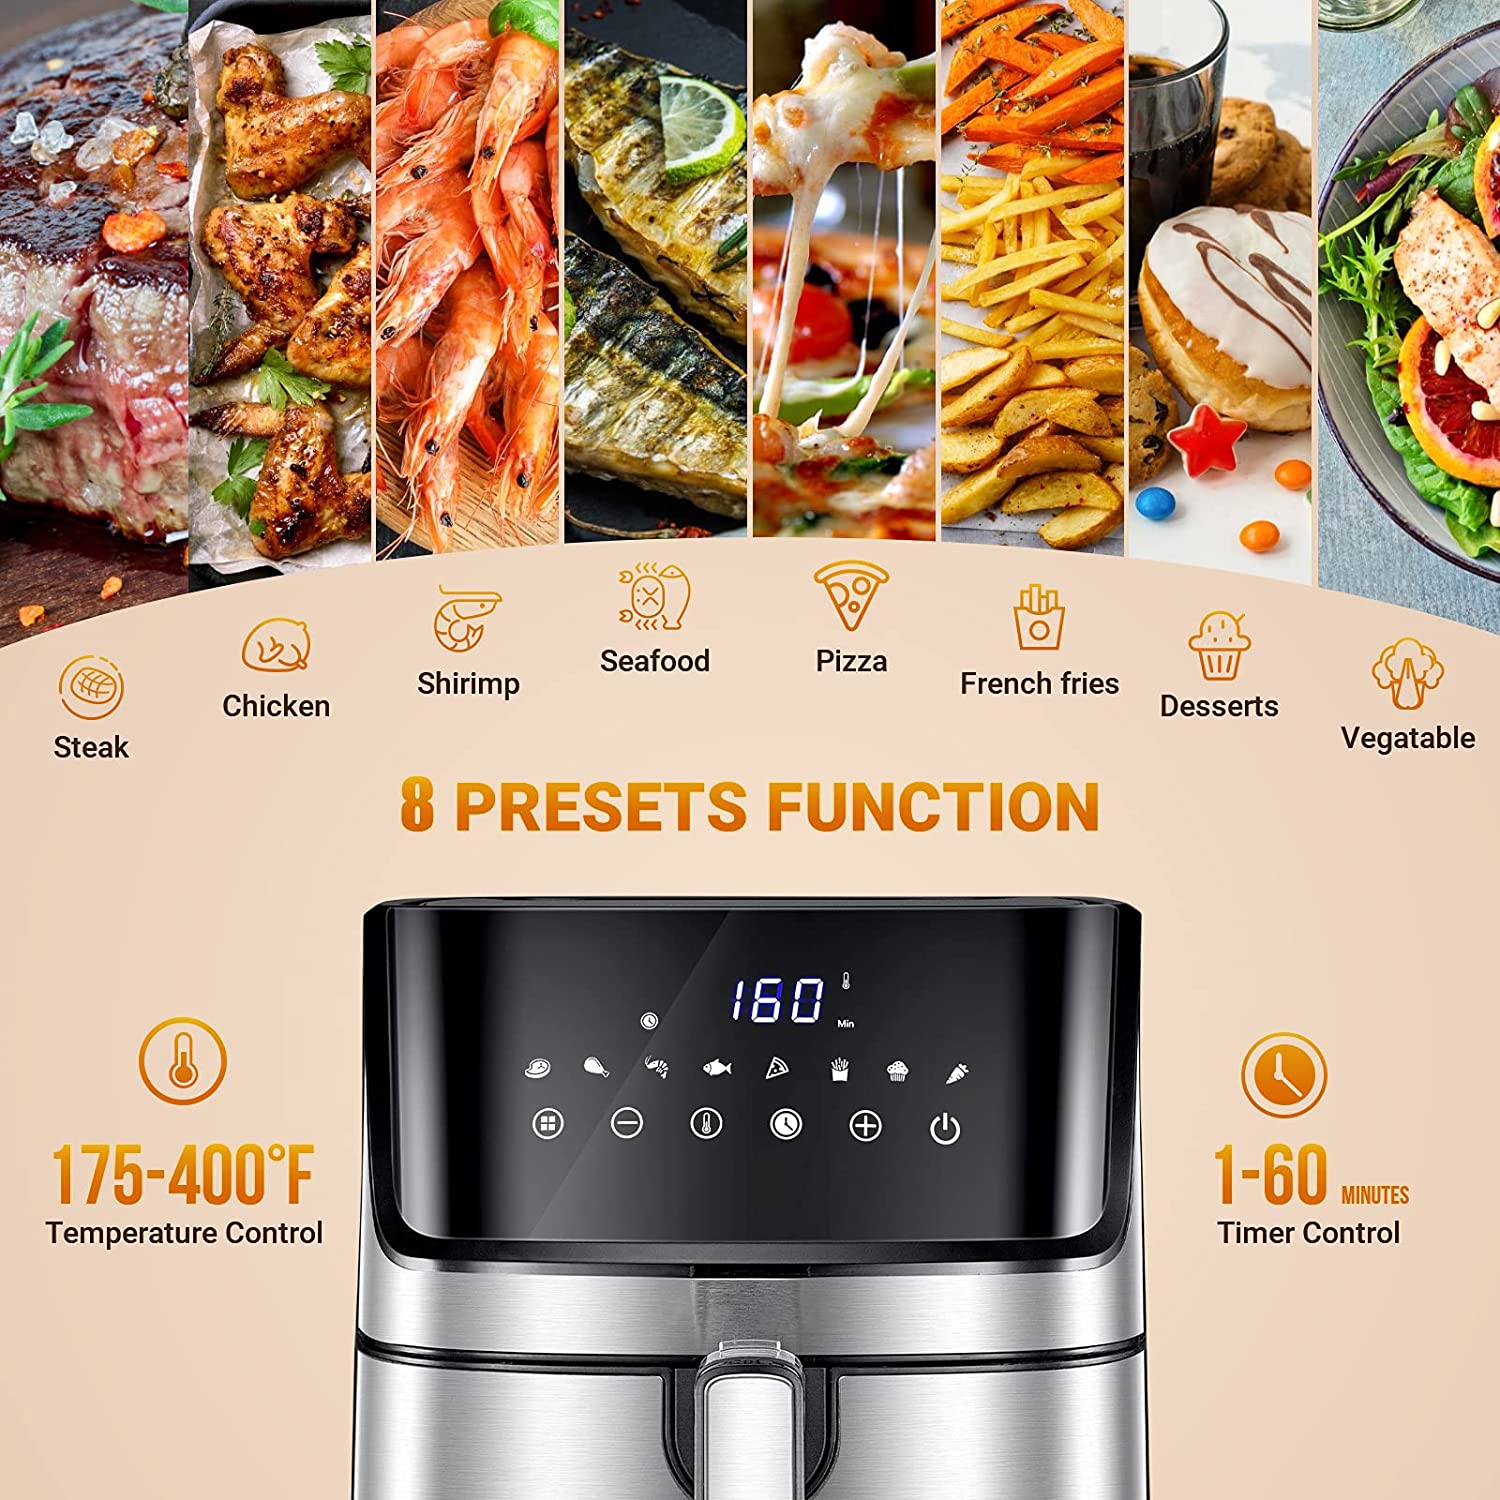 Steak
Chicken
Shirimp
Seafood
Pizza
French fries
Desserts
Vegatable
8 PRESETS FUNCTION
160
Min
175-400°F
Temperature Control
1-60 MINUTES
Timer Control